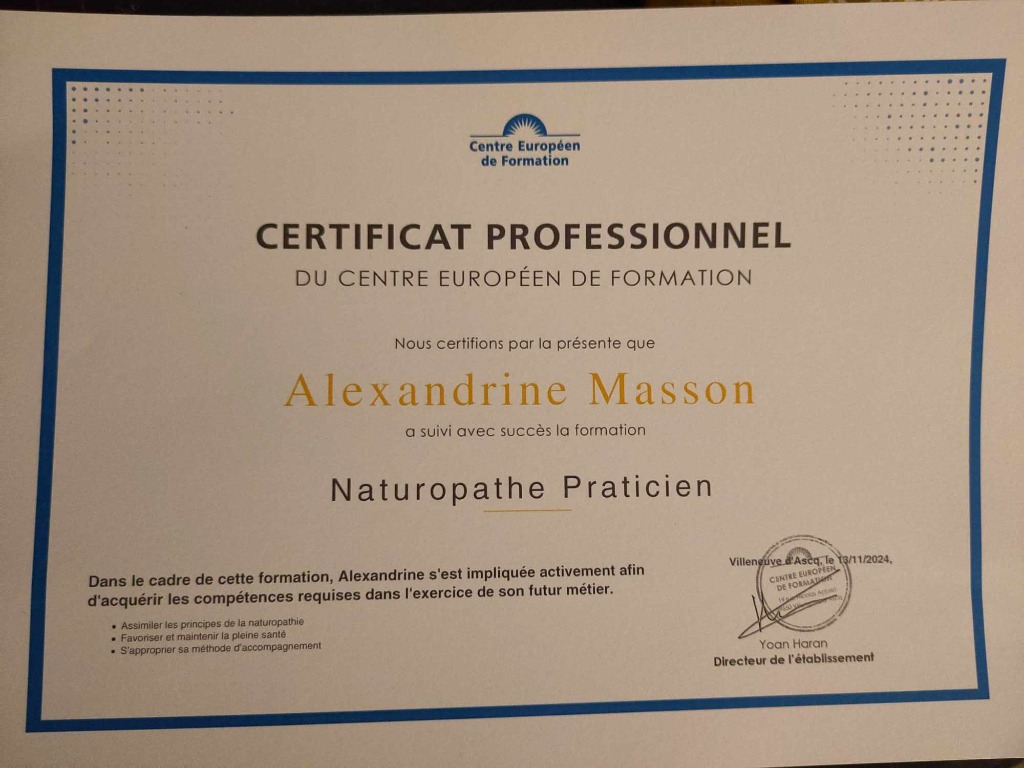 Centre Européen
de Formation
CERTIFICAT PROFESSIONNEL
DU CENTRE EUROPÉEN DE FORMATION
Nous certifions par la présente que
Alexandrine Masson
a suivi avec succès la formation
Naturopathe Praticien
Dans le cadre de cette formation, Alexandrine s'est impliquée activement afin
d'acquérir les compétences requises dans l'exercice de son futur métier.
• Assimiler les principes de la naturopathie
• Favoriser et maintenir la pleine santé
• S'approprier sa méthode d'accompagnement
Villeneuve d'Ascq, le 13/11/2024,
CENTRE EUROPÉEN
DE FORMATION
Yoan Haran
Directeur de l'établissement